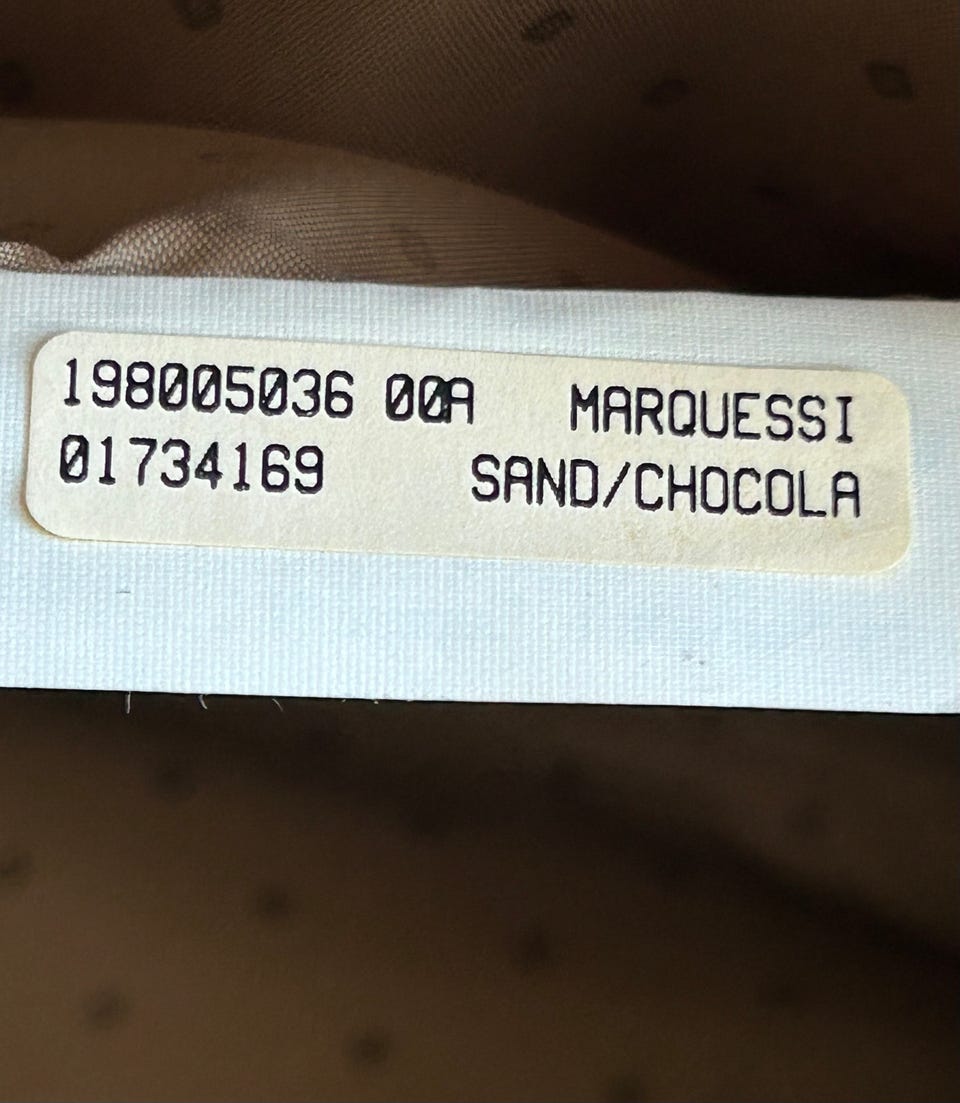 198005036 00A MARQUESSI
01734169 SAND/CHOCOLA